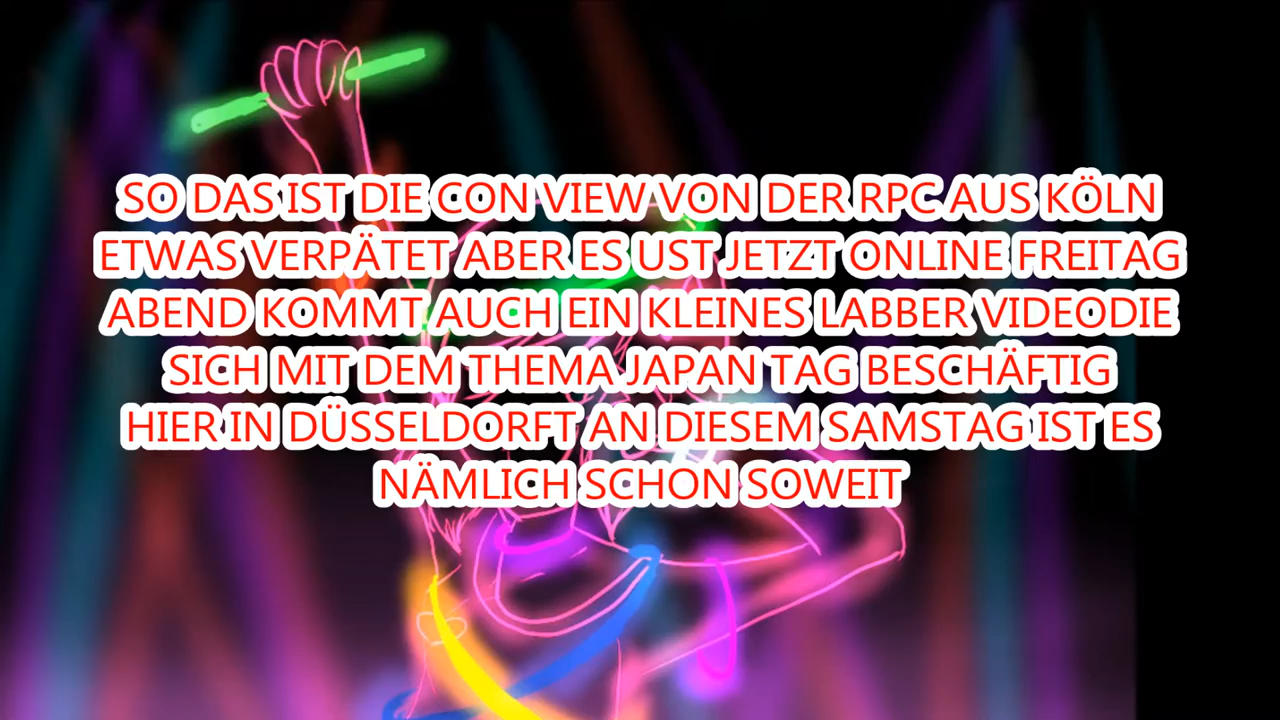 SO DAS IST DIE CON VIEW VON DER RPC AUS KÖLN
ETWAS VERPÄTET ABER ES UST JETZT ONLINE FREITAG
ABEND KOMMT AUCH EIN KLEINES LABBER VIDEODIE
SICH MIT DEM THEMA JAPAN TAG BESCHÄFTIG
HIER IN DÜSSELDORFT AN DIESEM SAMSTAG IST ES
NÄMLICH SCHON SOWEIT